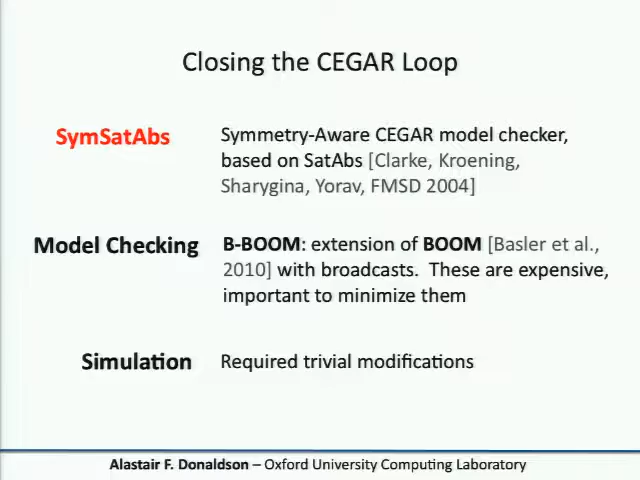 Closing the CEGAR Loop
SymSatAbs
Symmetry-Aware CEGAR model checker,
based on SatAbs [Clarke, Kroening,
Sharygina, Yorav, FMSD 2004]
Model Checking
B-BOOM: extension of BOOM [Basler et al.,
2010] with broadcasts. These are expensive,
important to minimize them
Simulation
Required trivial modifications
Alastair F. Donaldson – Oxford University Computing Laboratory